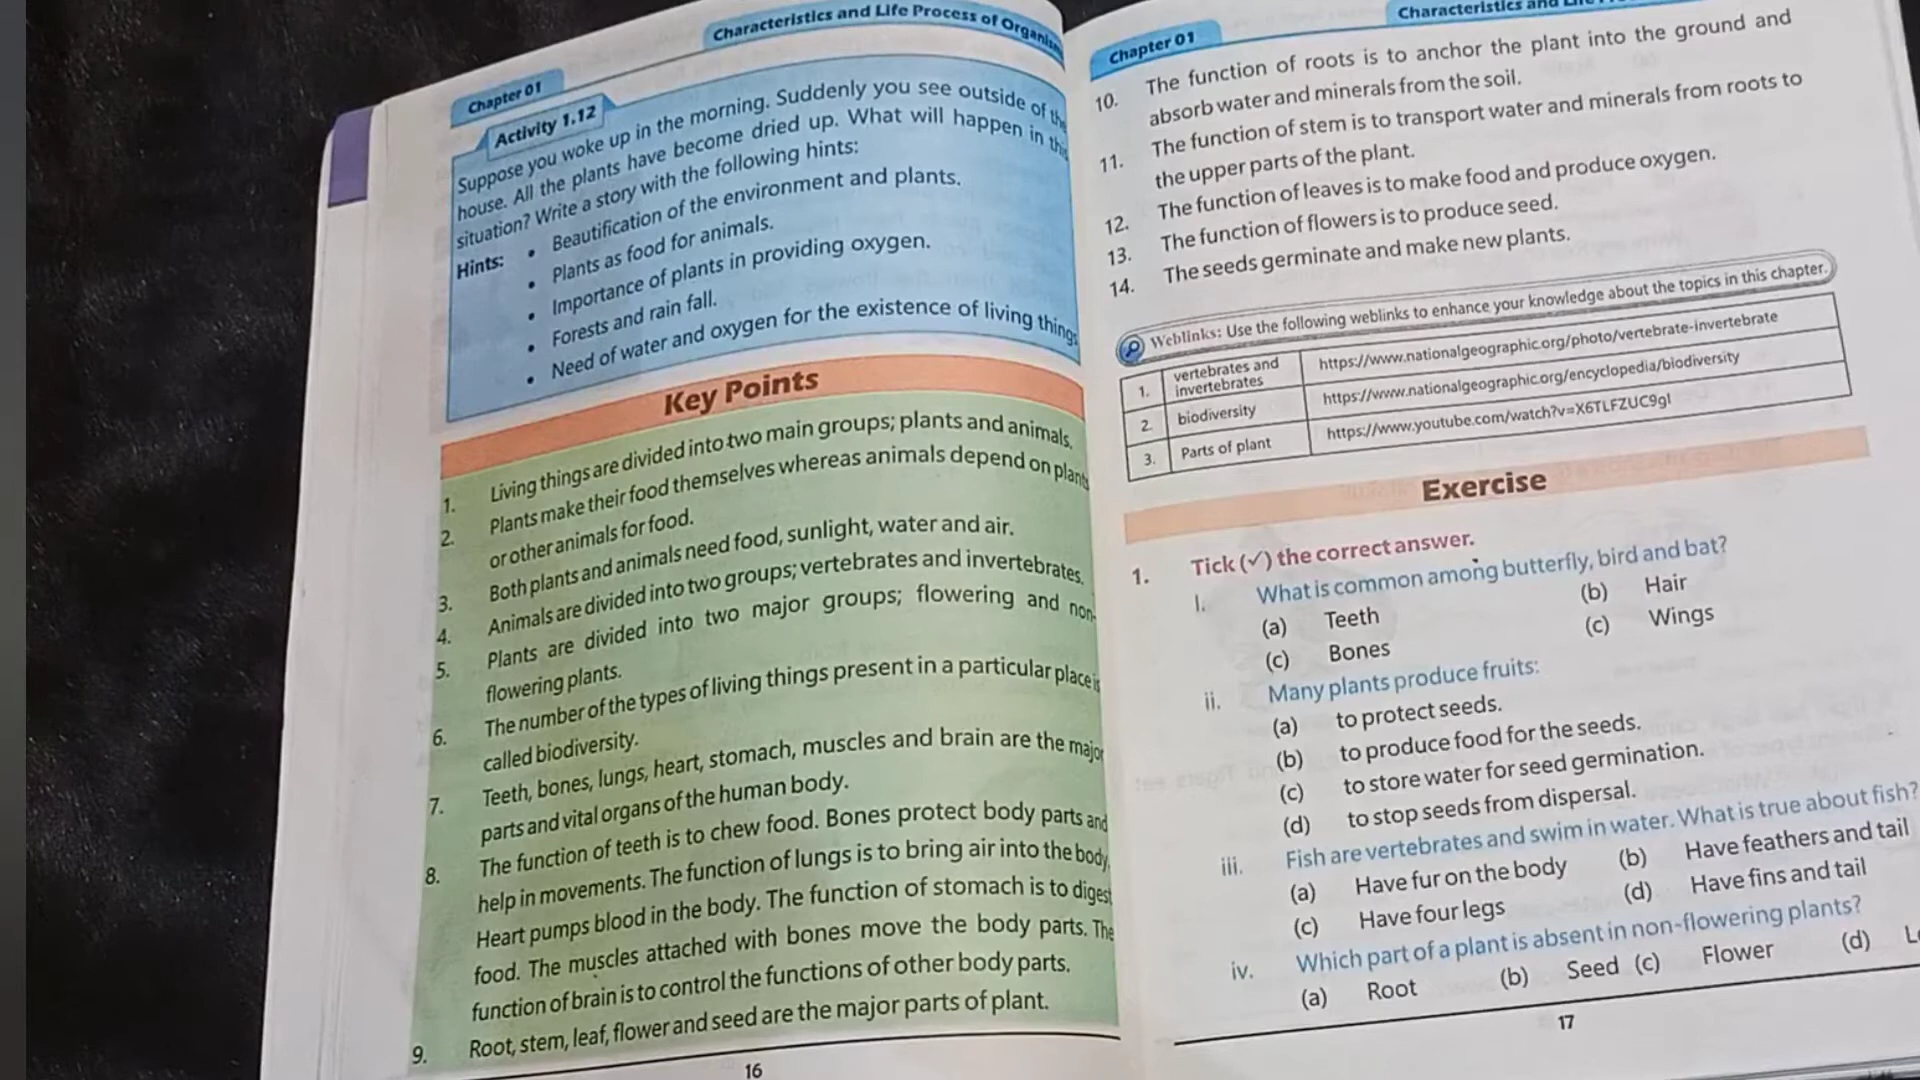 Chapter 01
Characteristics and Life Process of Organism
Activity 1.12
Suppose you woke up in the morning. Suddenly you see outside of the
house. All the plants have become dried up. What will happen in this
situation? Write a story with the following hints:
Hints: • Beautification of the environment and plants.
• Plants as food for animals.
• Importance of plants in providing oxygen.
• Forests and rain fall.
• Need of water and oxygen for the existence of living things
Key Points
1. Living things are divided into two main groups; plants and animals.
2. Plants make their food themselves whereas animals depend on plants
or other animals for food.
3. Both plants and animals need food, sunlight, water and air.
4. Animals are divided into two groups; vertebrates and invertebrates.
5. Plants are divided into two major groups; flowering and non-
flowering plants.
6. The number of the types of living things present in a particular place is
called biodiversity.
7. Teeth, bones, lungs, heart, stomach, muscles and brain are the major
parts and vital organs of the human body.
8. The function of teeth is to chew food. Bones protect body parts and
help in movements. The function of lungs is to bring air into the body.
Heart pumps blood in the body. The function of stomach is to digest
food. The muscles attached with bones move the body parts. The
function of brain is to control the functions of other body parts.
9. Root, stem, leaf, flower and seed are the major parts of plant.
16
Chapter 01
Characteristics and
10. The function of roots is to anchor the plant into the ground and
absorb water and minerals from the soil.
11. The function of stem is to transport water and minerals from roots to
the upper parts of the plant.
12. The function of leaves is to make food and produce oxygen.
13. The function of flowers is to produce seed.
14. The seeds germinate and make new plants.
Weblinks: Use the following weblinks to enhance your knowledge about the topics in this chapter.
1. vertebrates and invertebrates https://www.nationalgeographic.org/photo/vertebrate-invertebrate
2. biodiversity https://www.nationalgeographic.org/encyclopedia/biodiversity
3. Parts of plant https://www.youtube.com/watch?v=X6TLFZUC9gI
Exercise
1. Tick (✓) the correct answer.
I. What is common among butterfly, bird and bat?
(a) Teeth (b) Hair
(c) Bones (c) Wings
ii. Many plants produce fruits:
(a) to protect seeds.
(b) to produce food for the seeds.
(c) to store water for seed germination.
(d) to stop seeds from dispersal.
iii. Fish are vertebrates and swim in water. What is true about fish?
(a) Have fur on the body (b) Have feathers and tail
(c) Have four legs (d) Have fins and tail
iv. Which part of a plant is absent in non-flowering plants?
(a) Root (b) Seed (c) Flower (d)
17